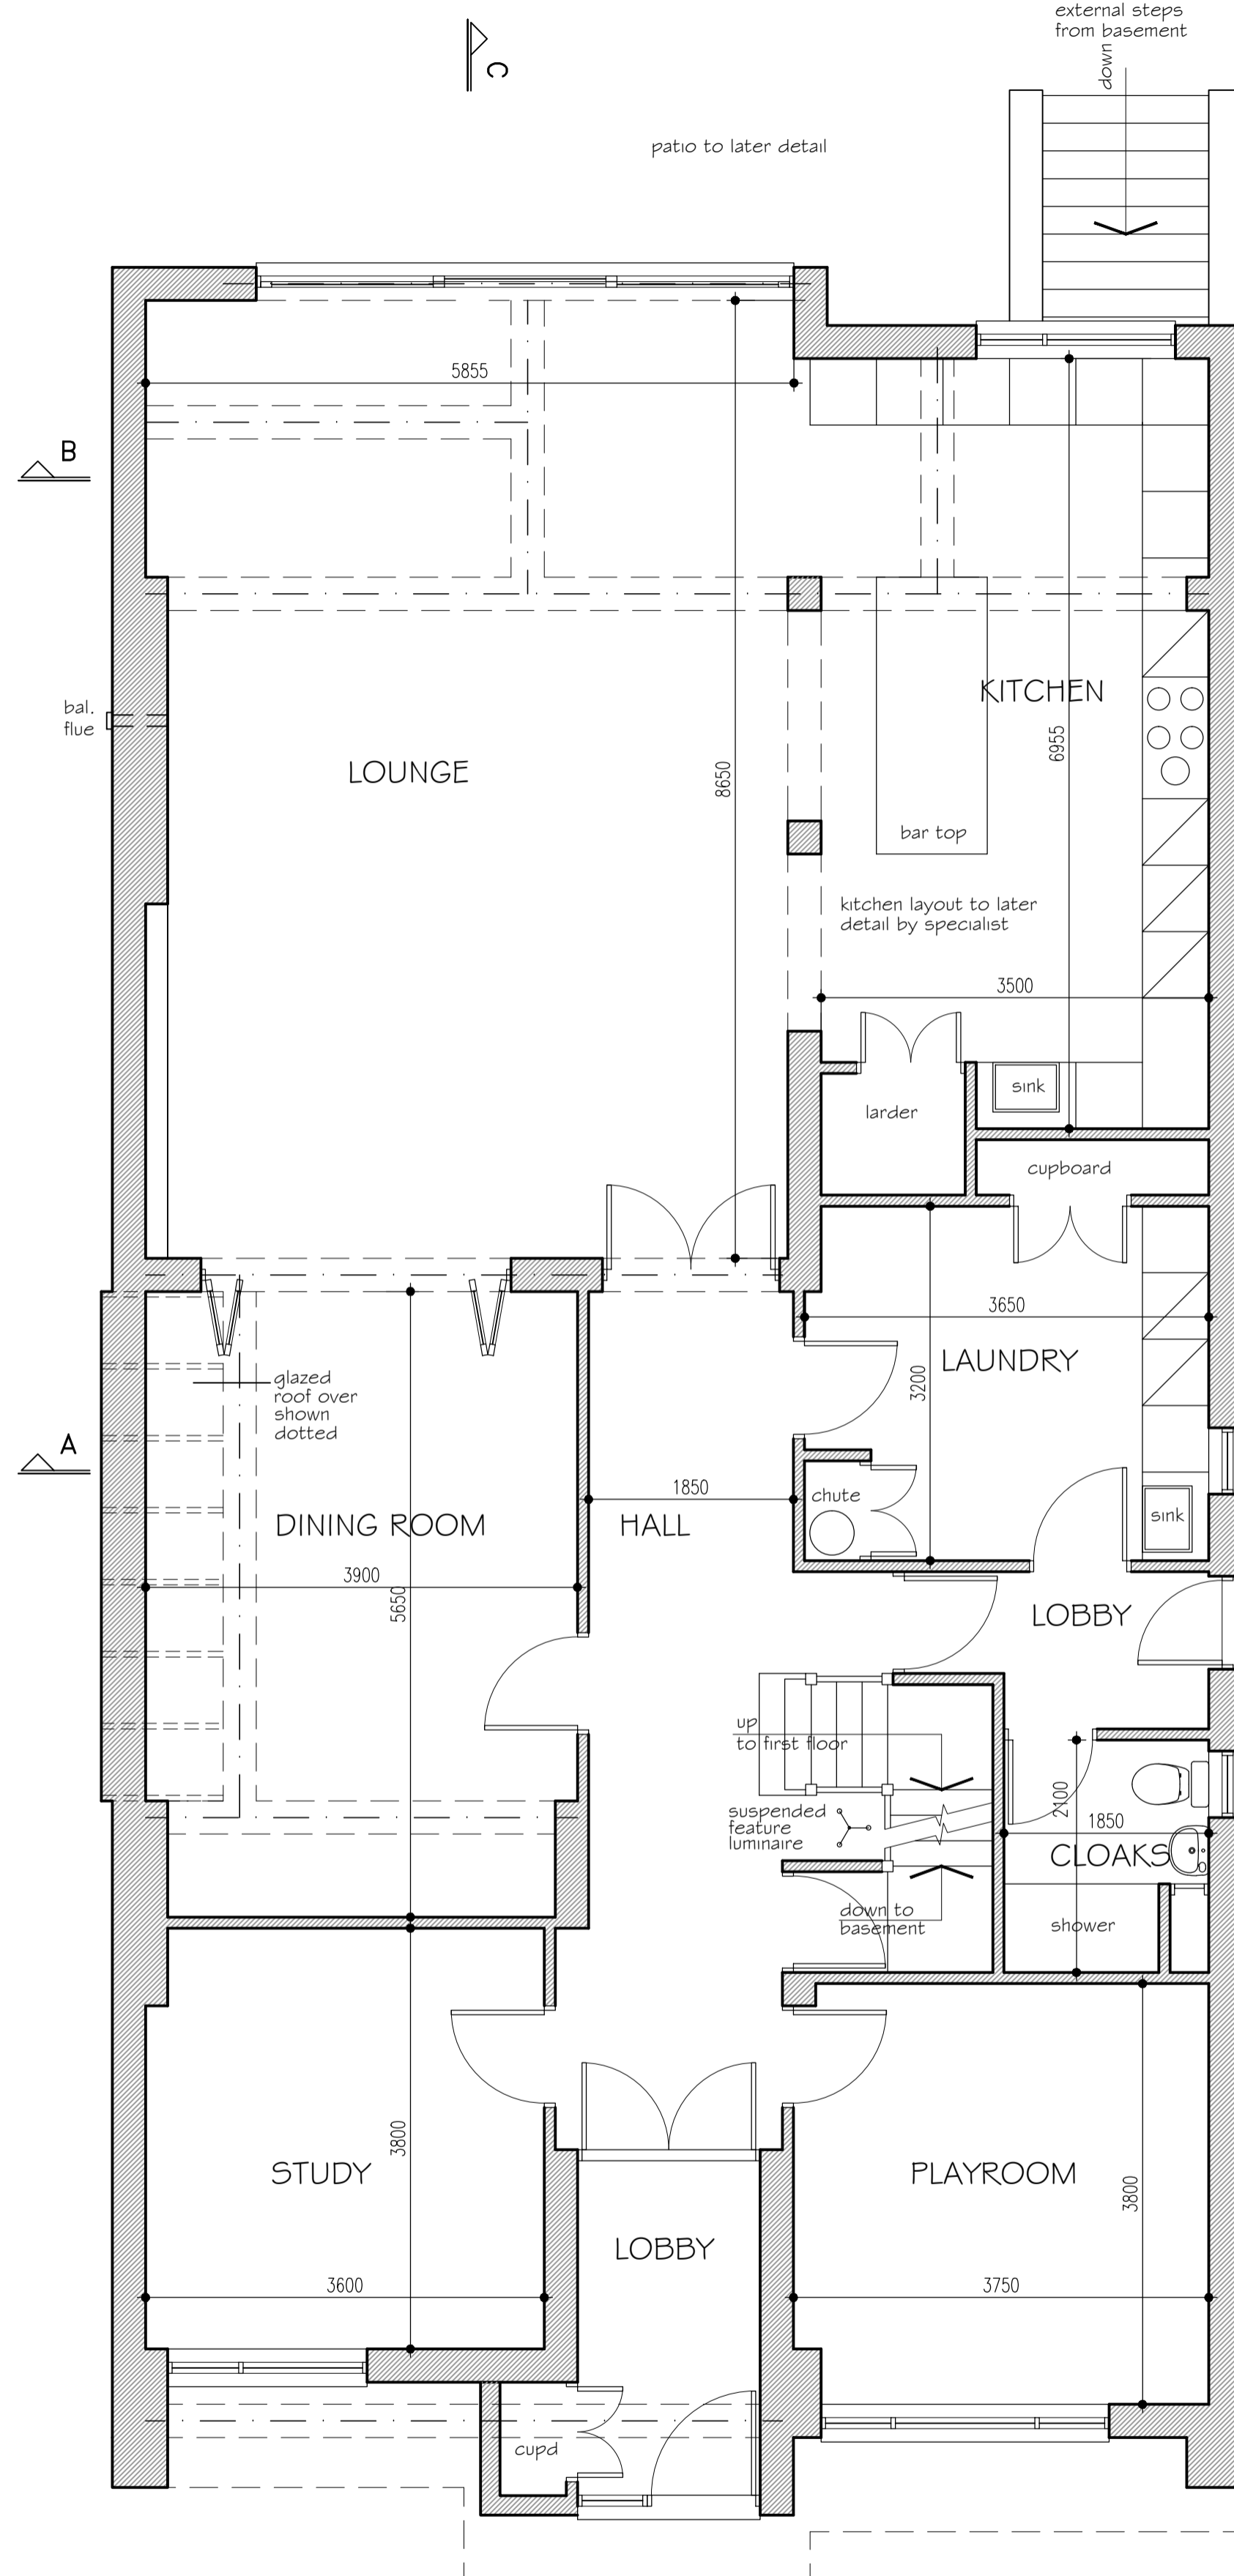 external steps
from basement
down
C
patio to later detail
5855
B
KITCHEN
bal.
flue
6955
LOUNGE
8650
bar top
kitchen layout to later
detail by specialist
3500
sink
larder
cupboard
3650
LAUNDRY
3200
glazed
roof over
shown
dotted
A
1850
chute
sink
DINING ROOM
HALL
3900
5650
LOBBY
up
to first floor
suspended
feature
luminaire
2100
1850
CLOAKS
down to
basement
shower
3800
STUDY
PLAYROOM
3800
LOBBY
3600
3750
cupd